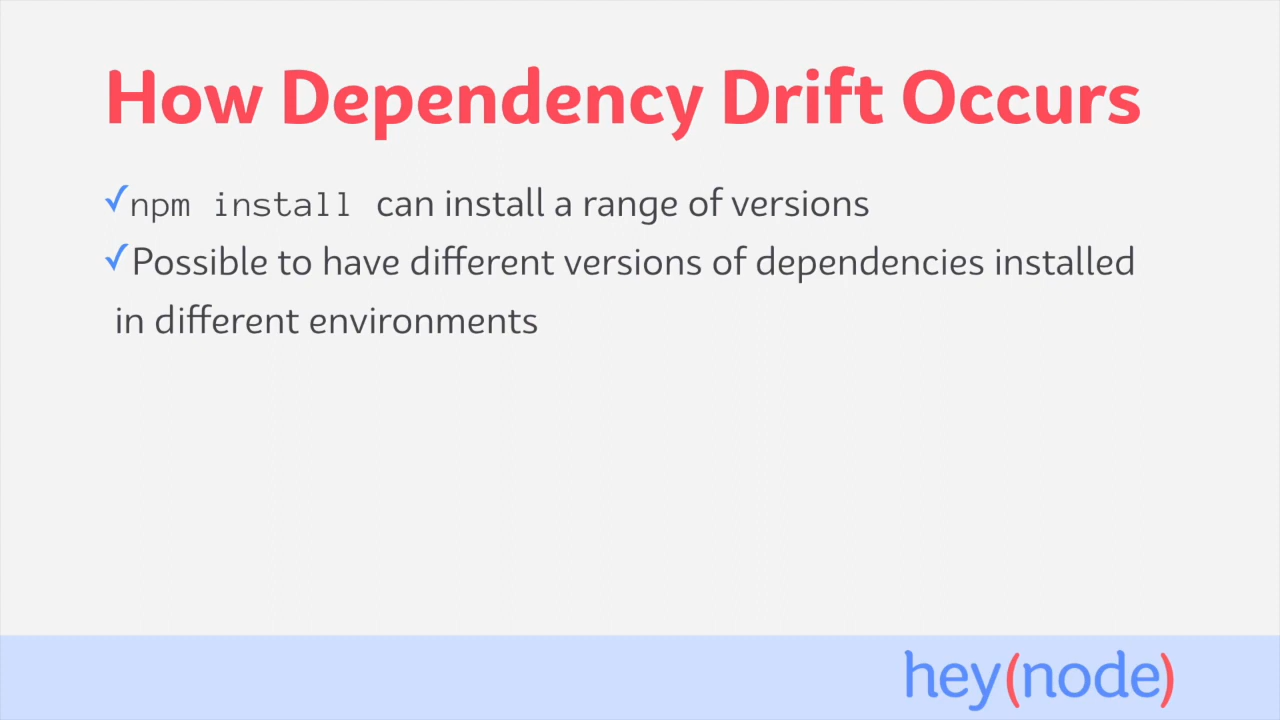 How Dependency Drift Occurs
✓npm install can install a range of versions
✓Possible to have different versions of dependencies installed
in different environments
hey(node)